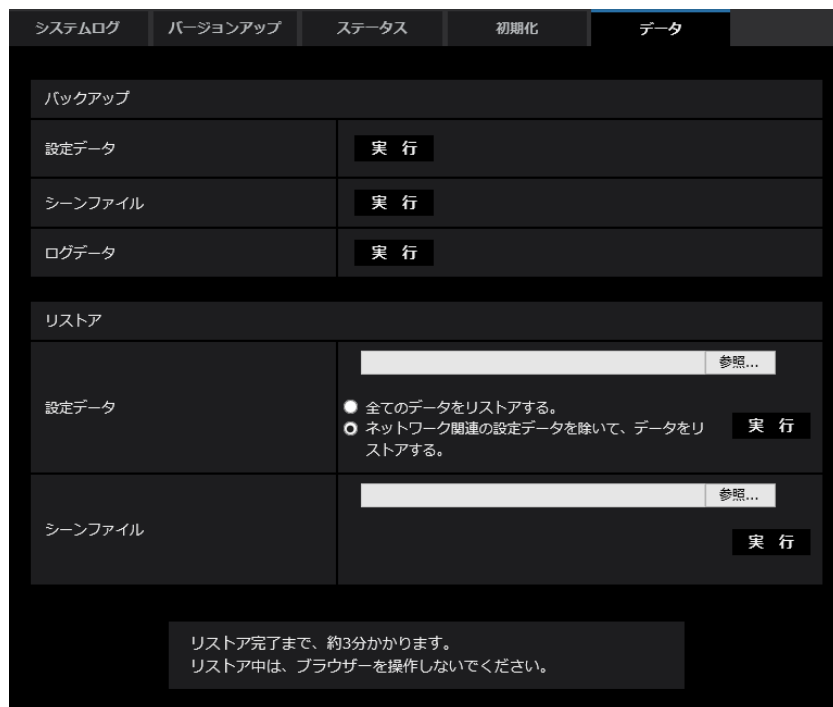 システムログ バージョンアップ ステータス 初期化 データ
バックアップ
設定データ 実 行
シーンファイル 実 行
ログデータ 実 行
リストア
参照...
設定データ
全てのデータをリストアする。
ネットワーク関連の設定データを除いて、データをリ
ストアする。
実 行
参照...
シーンファイル
実 行
リストア完了まで、約3分かかります。
リストア中は、ブラウザーを操作しないでください。